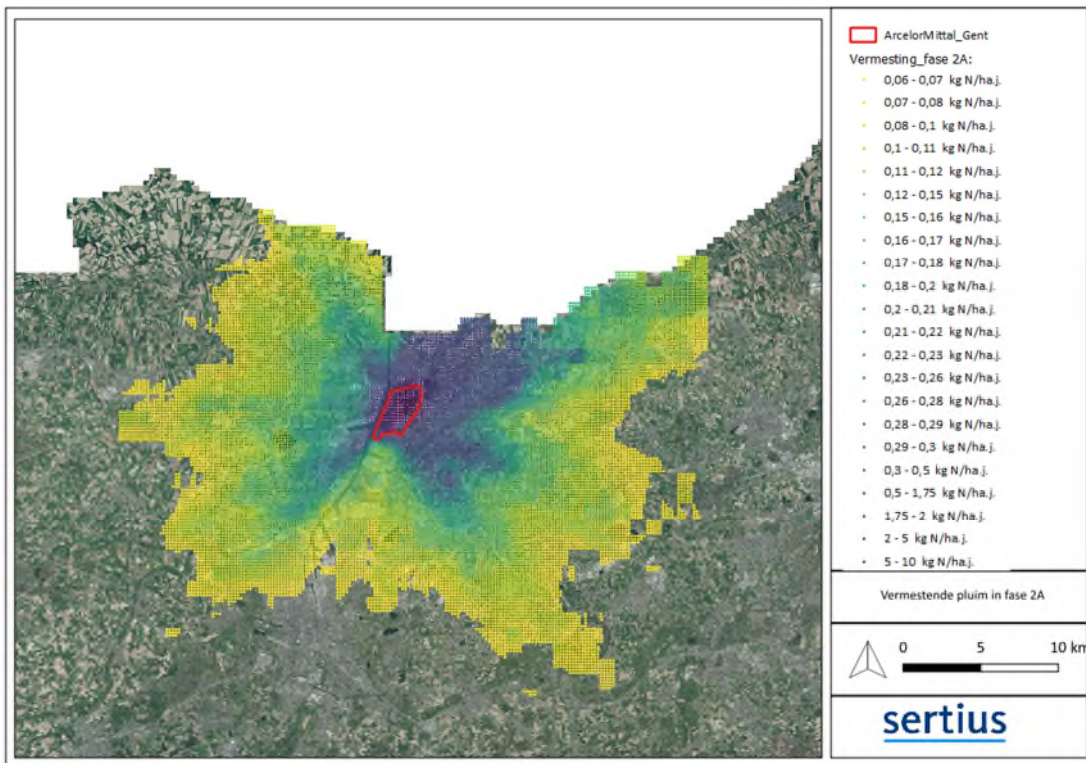 ArcelorMittal_Gent
Vermesting_fase 2A:
0,06 - 0,07 kg N/ha.j.
0,07 - 0,08 kg N/ha.j.
0,08 - 0,1 kg N/ha.j.
0,1 - 0,11 kg N/ha.j.
0,11 - 0,12 kg N/ha.j.
0,12 - 0,15 kg N/ha.j.
0,15 - 0,16 kg N/ha.j.
0,16 - 0,17 kg N/ha.j.
0,17 - 0,18 kg N/ha.j.
0,18 - 0,2 kg N/ha.j.
0,2 - 0,21 kg N/ha.j.
0,21 - 0,22 kg N/ha.j.
0,22 - 0,23 kg N/ha.j.
0,23 - 0,26 kg N/ha.j.
0,26 - 0,28 kg N/ha.j.
0,28 - 0,29 kg N/ha.j.
0,29 - 0,3 kg N/ha.j.
0,3 - 0,5 kg N/ha.j.
0,5 - 1,75 kg N/ha.j.
1,75 - 2 kg N/ha.j.
2 - 5 kg N/ha.j.
5 - 10 kg N/ha.j.
Vermestende pluim in fase 2A
0 5 10 km
sertius